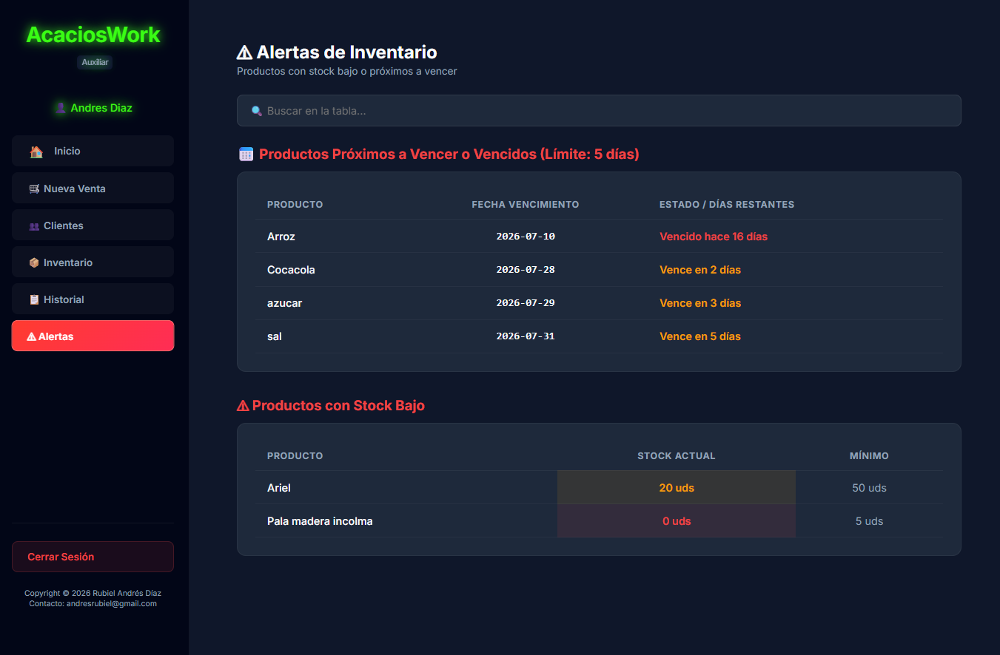 AcaciosWork
Auxiliar
Andres Diaz
Inicio
Nueva Venta
Clientes
Inventario
Historial
Alertas
Cerrar Sesión
Copyright © 2026 Rubiel Andrés Díaz
Contacto: andresrubiel@gmail.com
Alertas de Inventario
Productos con stock bajo o próximos a vencer
Buscar en la tabla...
Productos Próximos a Vencer o Vencidos (Límite: 5 días)
PRODUCTO FECHA VENCIMIENTO ESTADO / DÍAS RESTANTES
Arroz 2026-07-10 Vencido hace 16 días
Cocacola 2026-07-28 Vence en 2 días
azucar 2026-07-29 Vence en 3 días
sal 2026-07-31 Vence en 5 días
Productos con Stock Bajo
PRODUCTO STOCK ACTUAL MÍNIMO
Ariel 20 uds 50 uds
Pala madera incolma 0 uds 5 uds